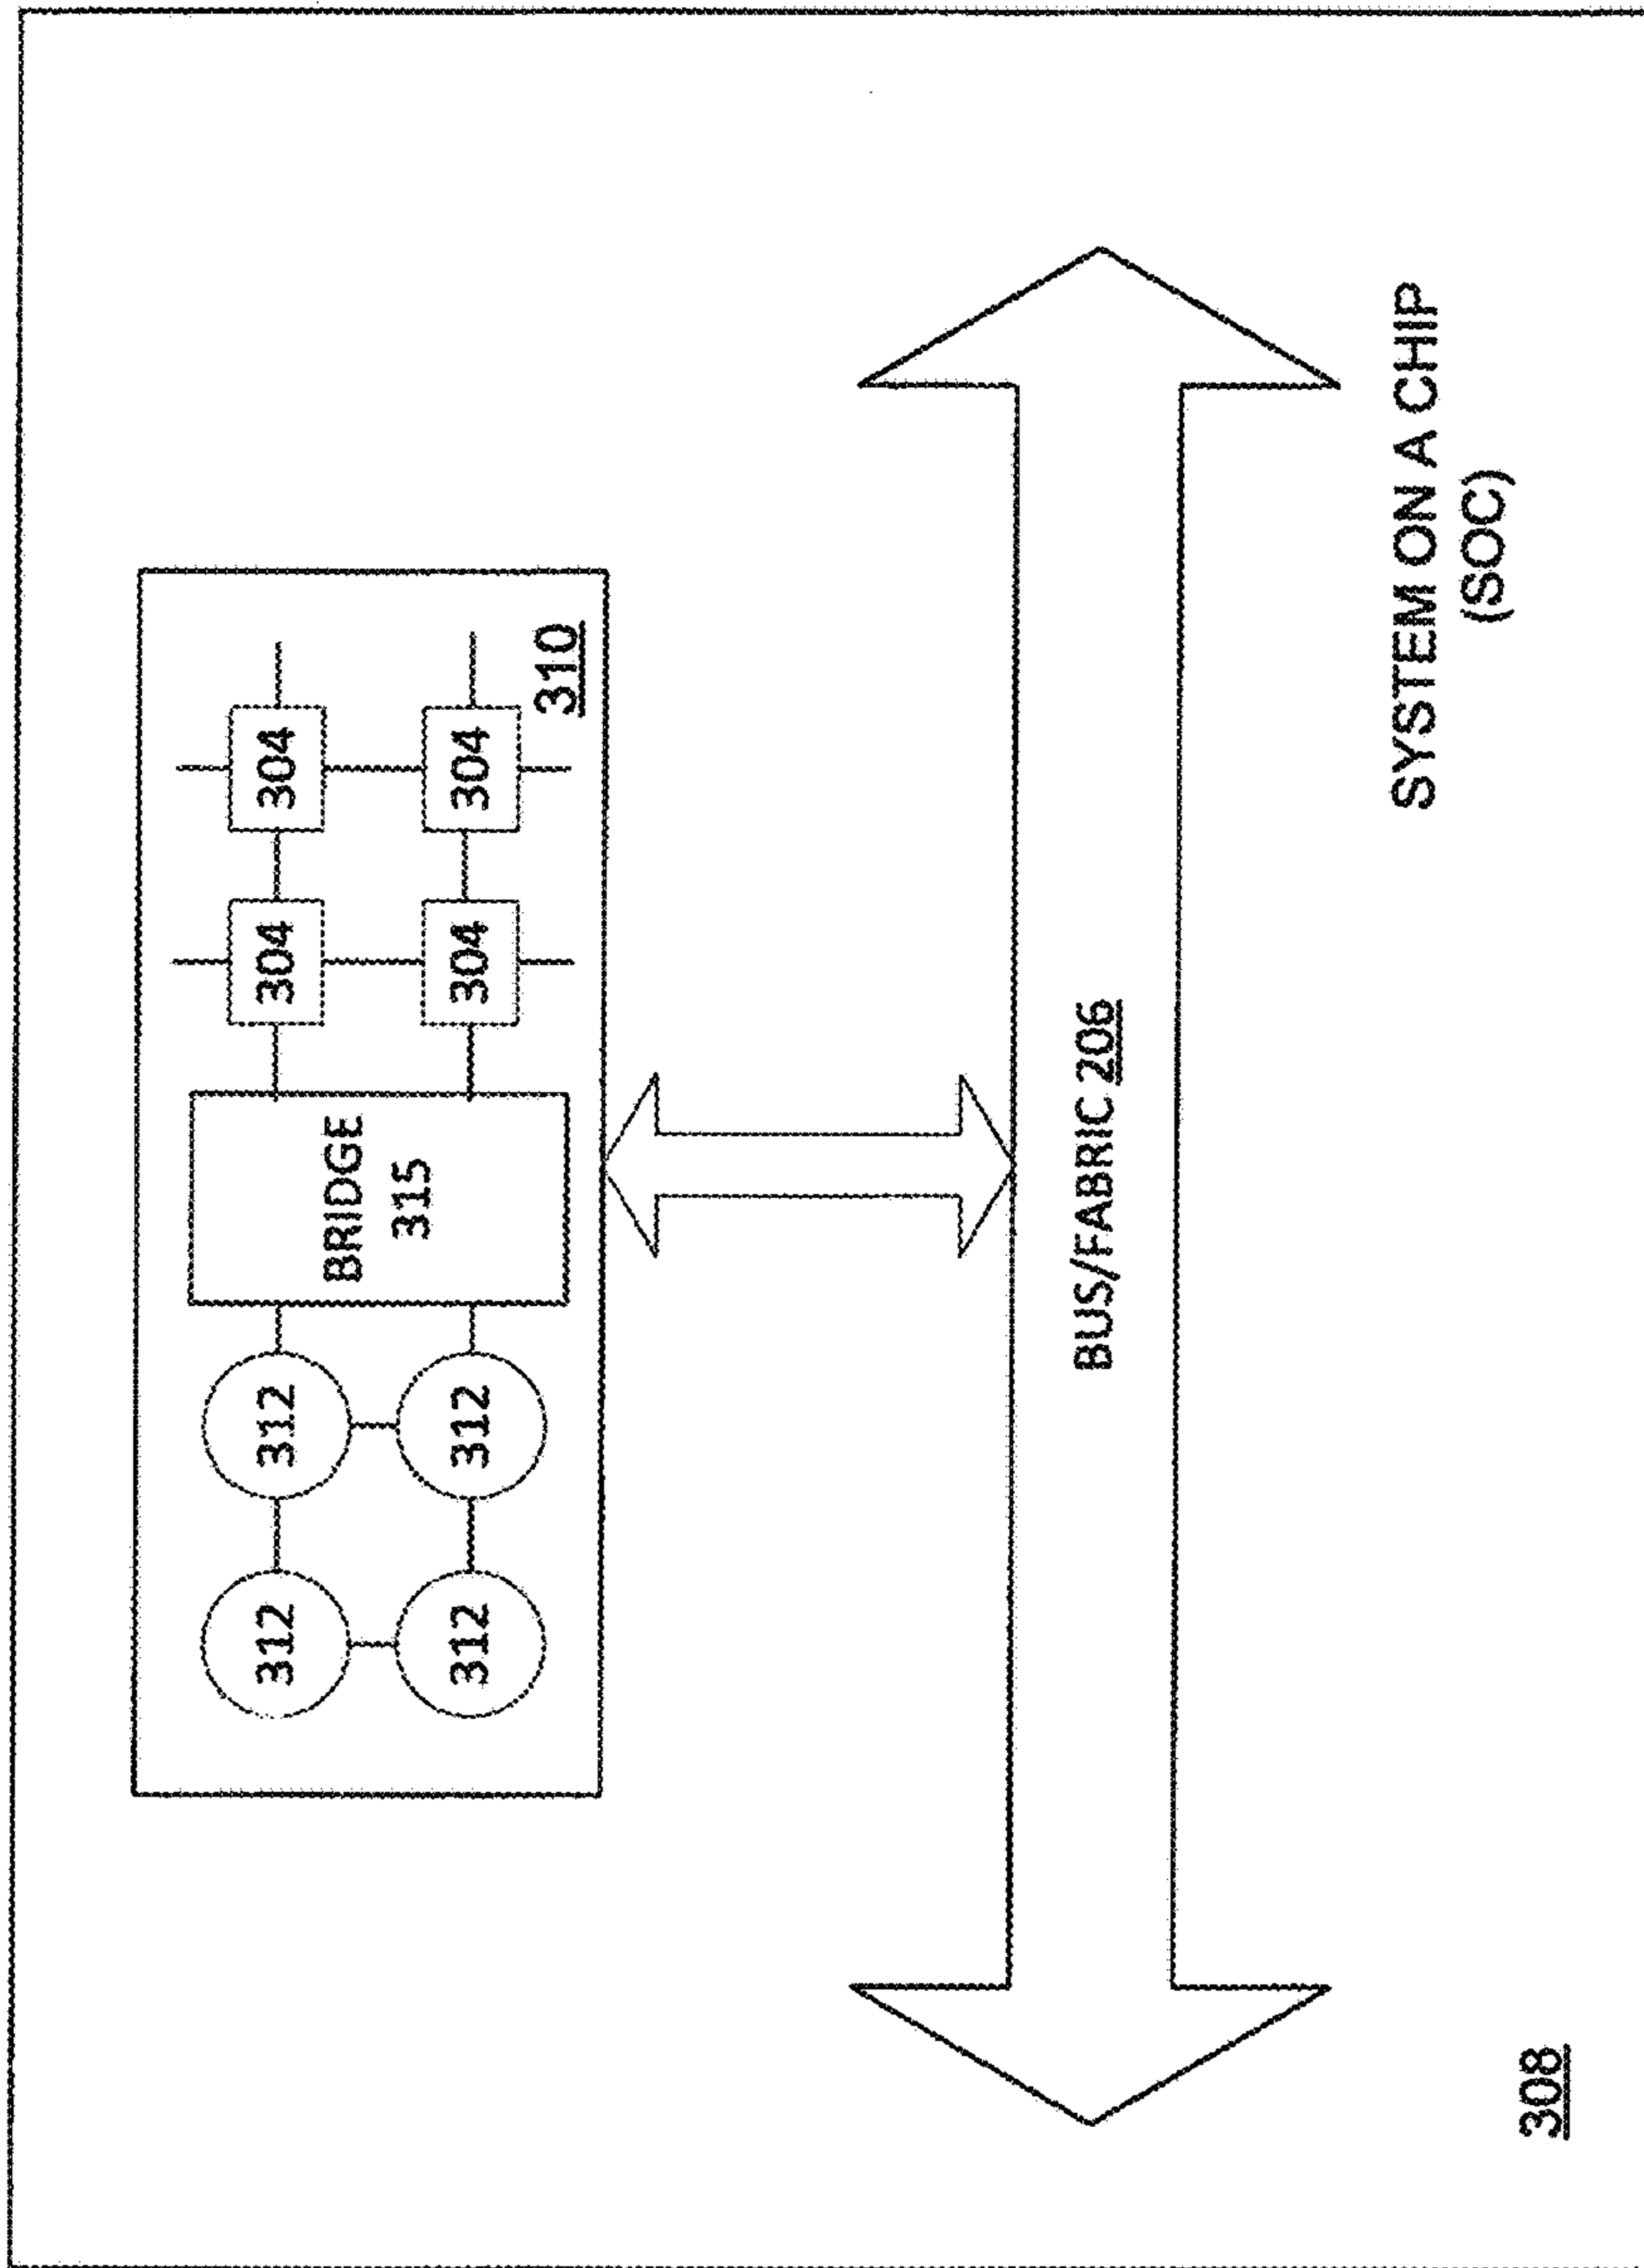 312 312 304 304
BRIDGE
315
312 312 304 304
310
BUS/FABRIC 206
SYSTEM ON A CHIP
(SOC)
308